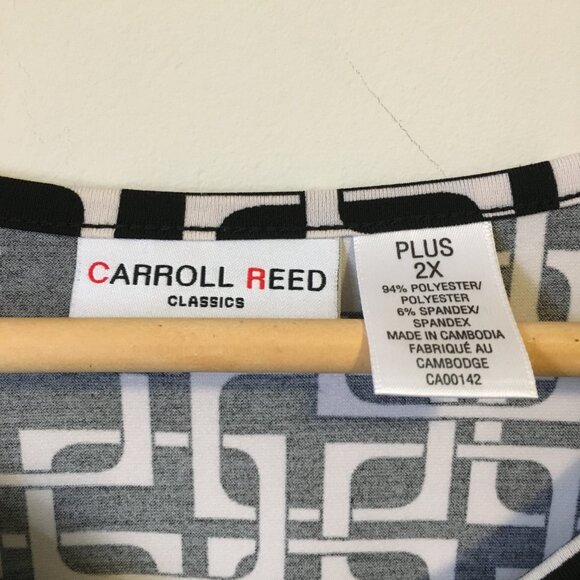 CARROLL REED
CLASSICS
PLUS
2X
94% POLYESTER/
POLYESTER
6% SPANDEX/
SPANDEX
MADE IN CAMBODIA
FABRIQUÉ AU
CAMBODGE
CA00142